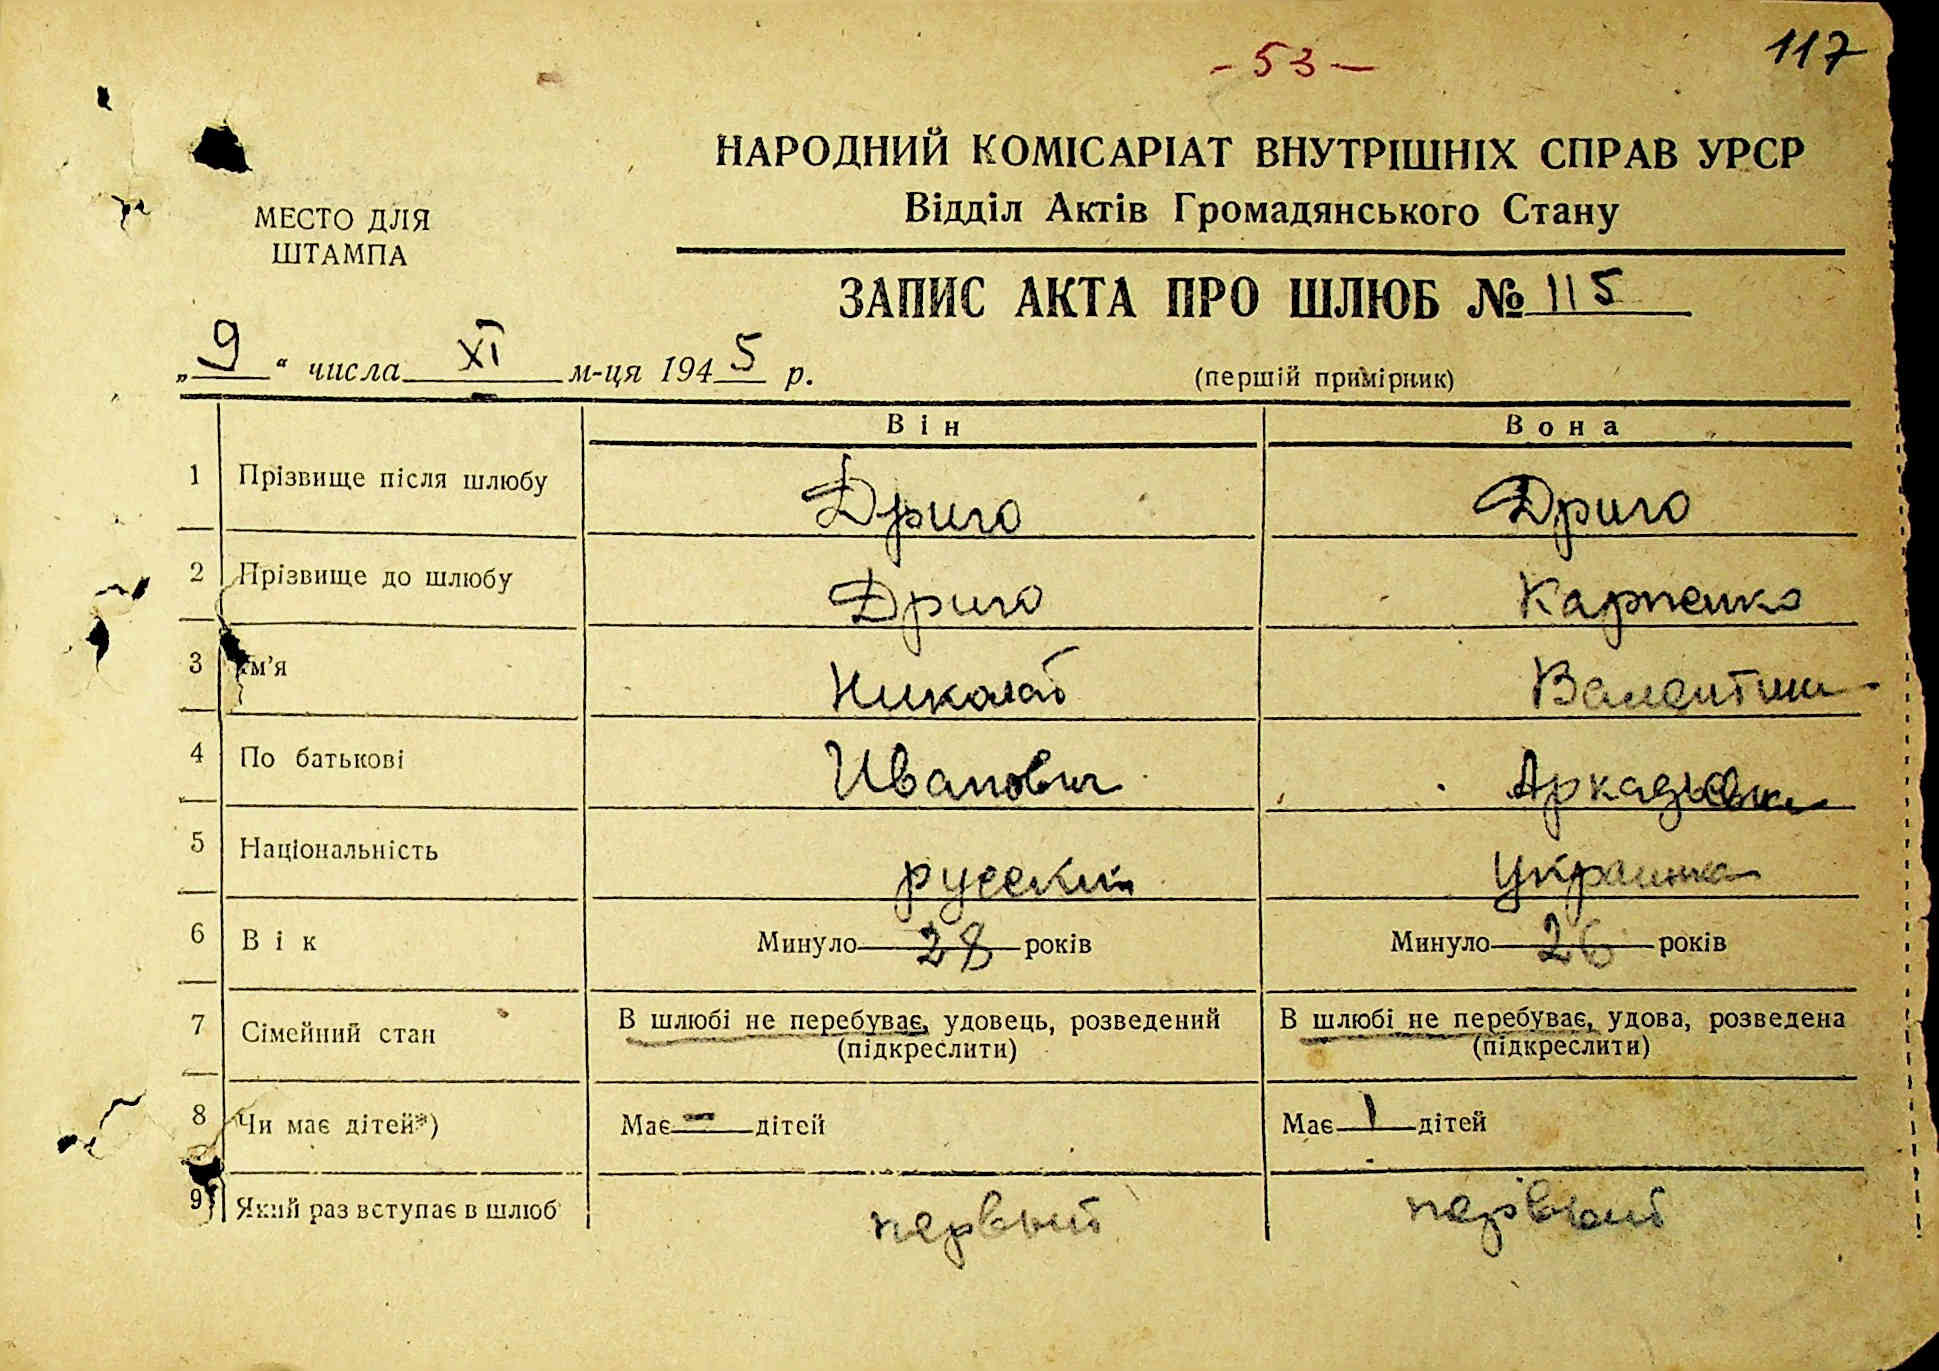 - 53 -
117
НАРОДНИЙ КОМІСАРІАТ ВНУТРІШНІХ СПРАВ УРСР
Відділ Актів Громадянського Стану
МЕСТО ДЛЯ
ШТАМПА
ЗАПИС АКТА ПРО ШЛЮБ № 115
„ 9 “ числа XI м-ця 1945 р.
(першій примірник)
Він Вона
1 Прізвище після шлюбу Дриго Дриго
2 Прізвище до шлюбу Дриго Карпенко
3 Ім'я Николай Валентина
4 По батькові Иванович Аркадьевна
5 Національність русский украинка
6 Вік Минуло 28 років Минуло 26 років
7 Сімейний стан В шлюбі не перебуває, удовець, розведений (підкреслити) В шлюбі не перебуває, удова, розведена (підкреслити)
8 Чи має дітей*) Має - дітей Має 1 дітей
9 Який раз вступає в шлюб первый первый